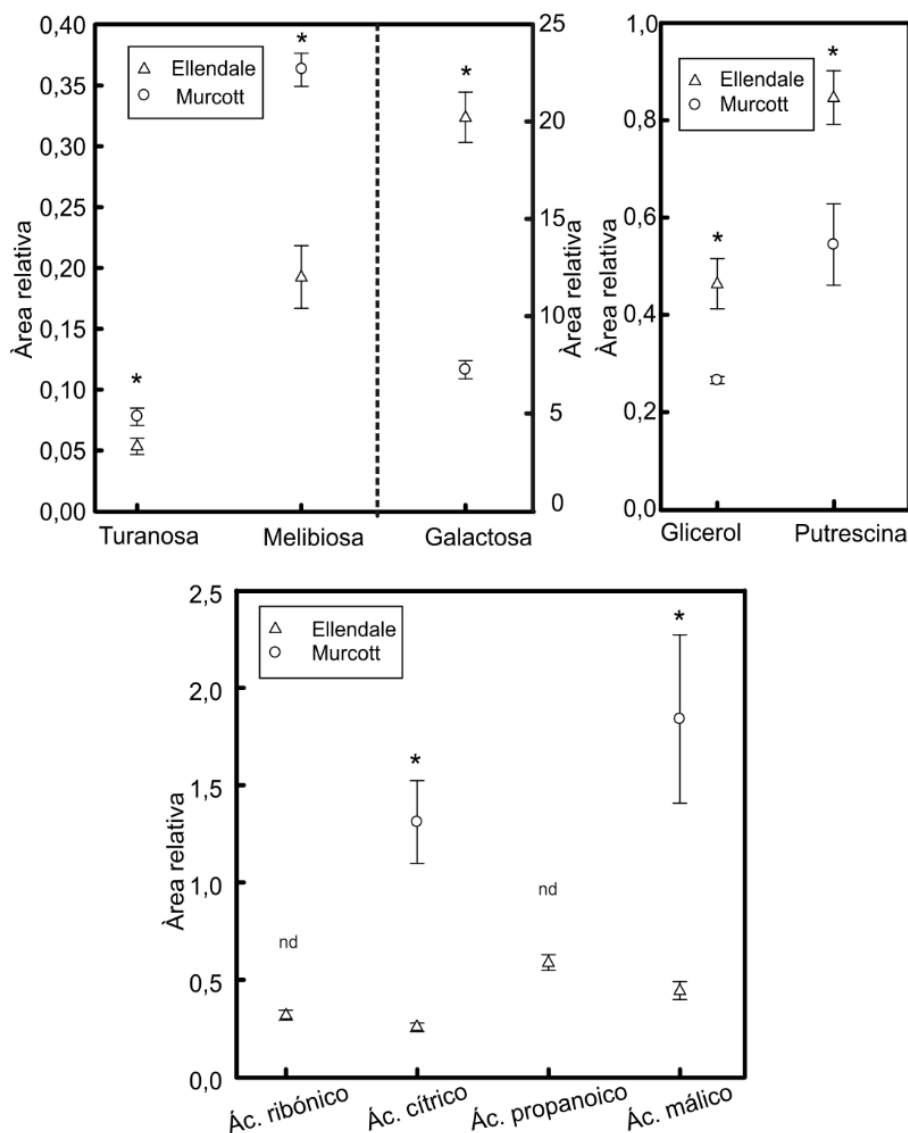 0,40
0,35
0,30
0,25
0,20
0,15
0,10
0,05
0,00
Àrea relativa
Ellendale
Murcott
*
*
*
Turanosa Melibiosa Galactosa
25
20
15
10
5
0
Àrea relativa
1,0
0,8
0,6
0,4
0,2
0,0
Àrea relativa
Ellendale
Murcott
*
*
Glicerol Putrescina
2,5
2,0
1,5
1,0
0,5
0,0
Àrea relativa
Ellendale
Murcott
*
*
nd
nd
Ác. ribónico Ác. cítrico Ác. propanoico Ác. málico